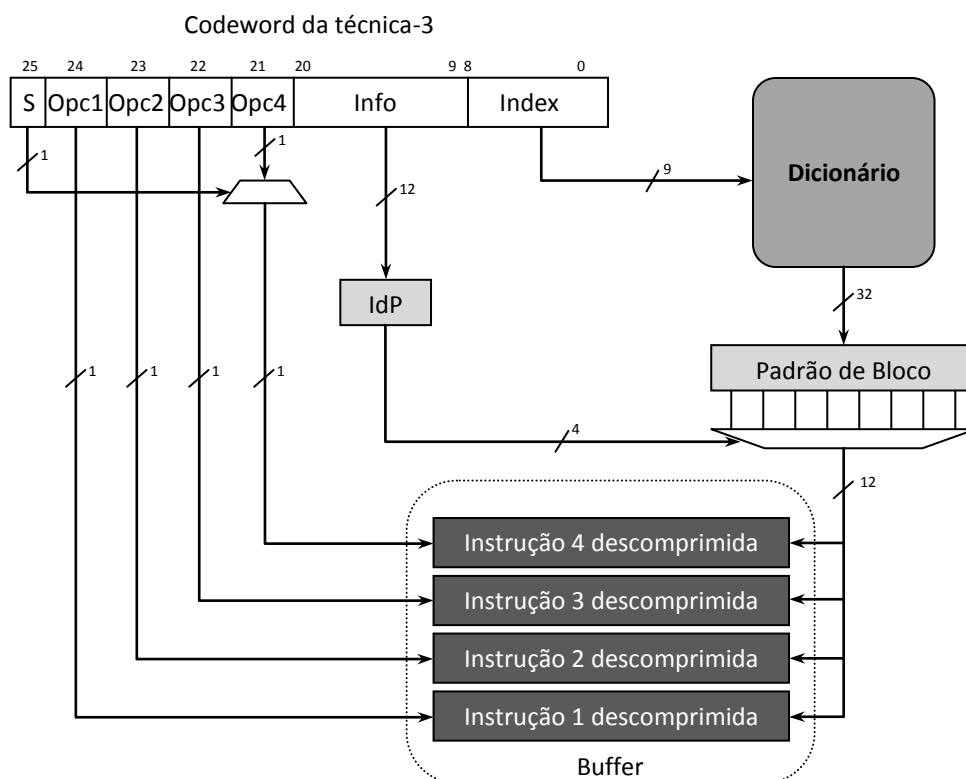 Codeword da técnica-3
25 24 23 22 21 20 9 8 0
S Opc1 Opc2 Opc3 Opc4 Info Index
1 1
12
9
Dicionário
IdP
32
1 1 1 1
Padrão de Bloco
4
12
Instrução 4 descomprimida
Instrução 3 descomprimida
Instrução 2 descomprimida
Instrução 1 descomprimida
Buffer